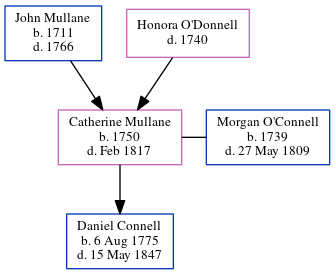 John Mullane
b. 1711
d. 1766
Honora O'Donnell
d. 1740
Catherine Mullane
b. 1750
d. Feb 1817
Morgan O'Connell
b. 1739
d. 27 May 1809
Daniel Connell
b. 6 Aug 1775
d. 15 May 1847